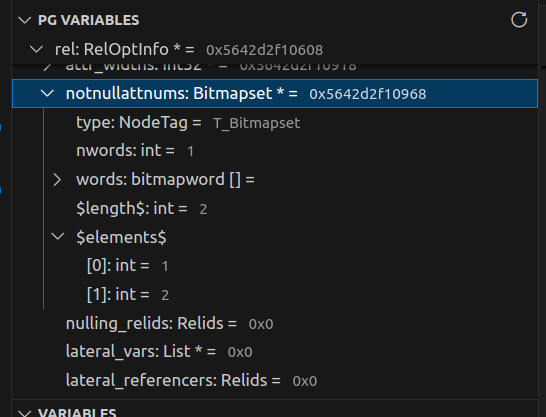 PG VARIABLES
rel: RelOptInfo * = 0x5642d2f10608
attr_widths: int32 * = 0x5642d2f10918
notnullattnums: Bitmapset * = 0x5642d2f10968
type: NodeTag = T_Bitmapset
nwords: int = 1
words: bitmapword [] =
$length$: int = 2
$elements$
[0]: int = 1
[1]: int = 2
nulling_relids: Relids = 0x0
lateral_vars: List * = 0x0
lateral_referencers: Relids = 0x0
VARIABLES